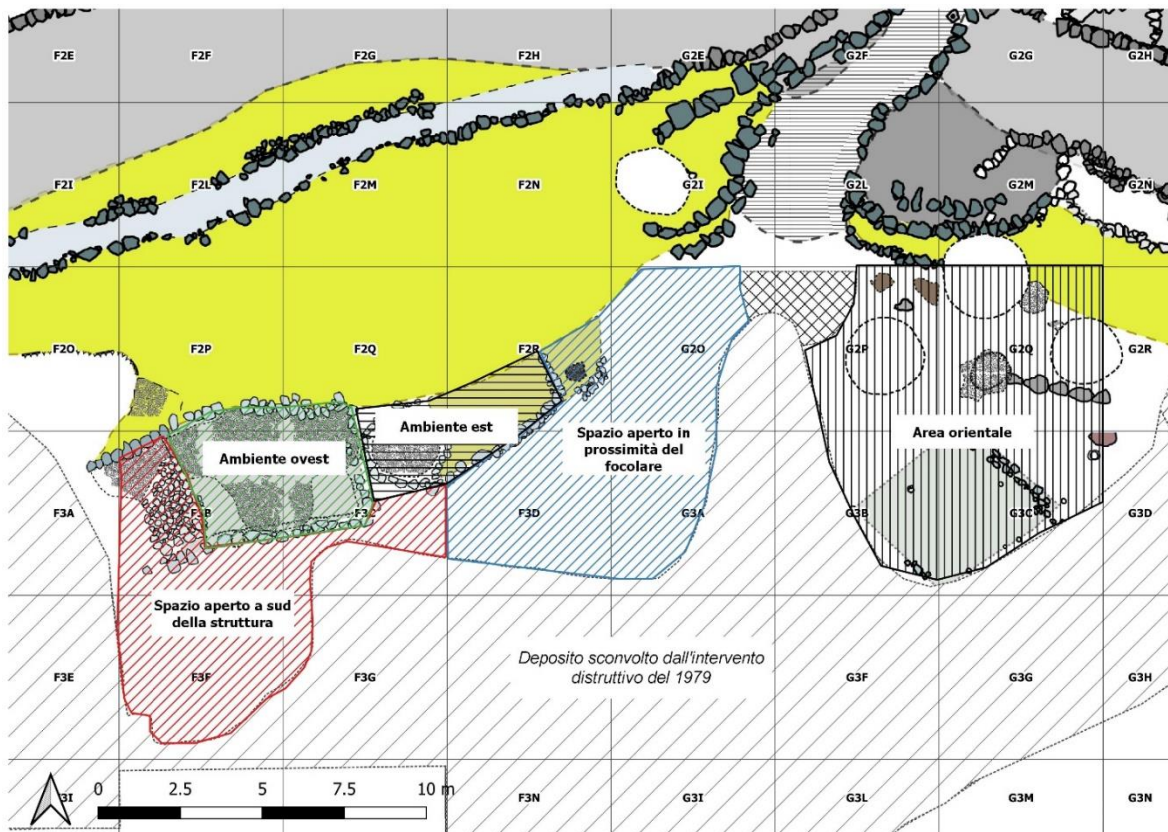 F2E F2F F2G F2H G2E G2F G2G G2H
F2I F2L F2M F2N G2I G2L G2M G2N
F2O F2P F2Q F2R G2O G2P G2Q G2R
Ambiente est
Ambiente ovest
Spazio aperto in
prossimità del
focolare
Area orientale
F3A F3B F3C F3D G3A G3B G3C G3D
Spazio aperto a sud
della struttura
Deposito sconvolto dall'intervento
distruttivo del 1979
F3E F3F F3G G3F G3G G3H
0 2.5 5 7.5 10 m
3I F3N G3I G3L G3M G3N